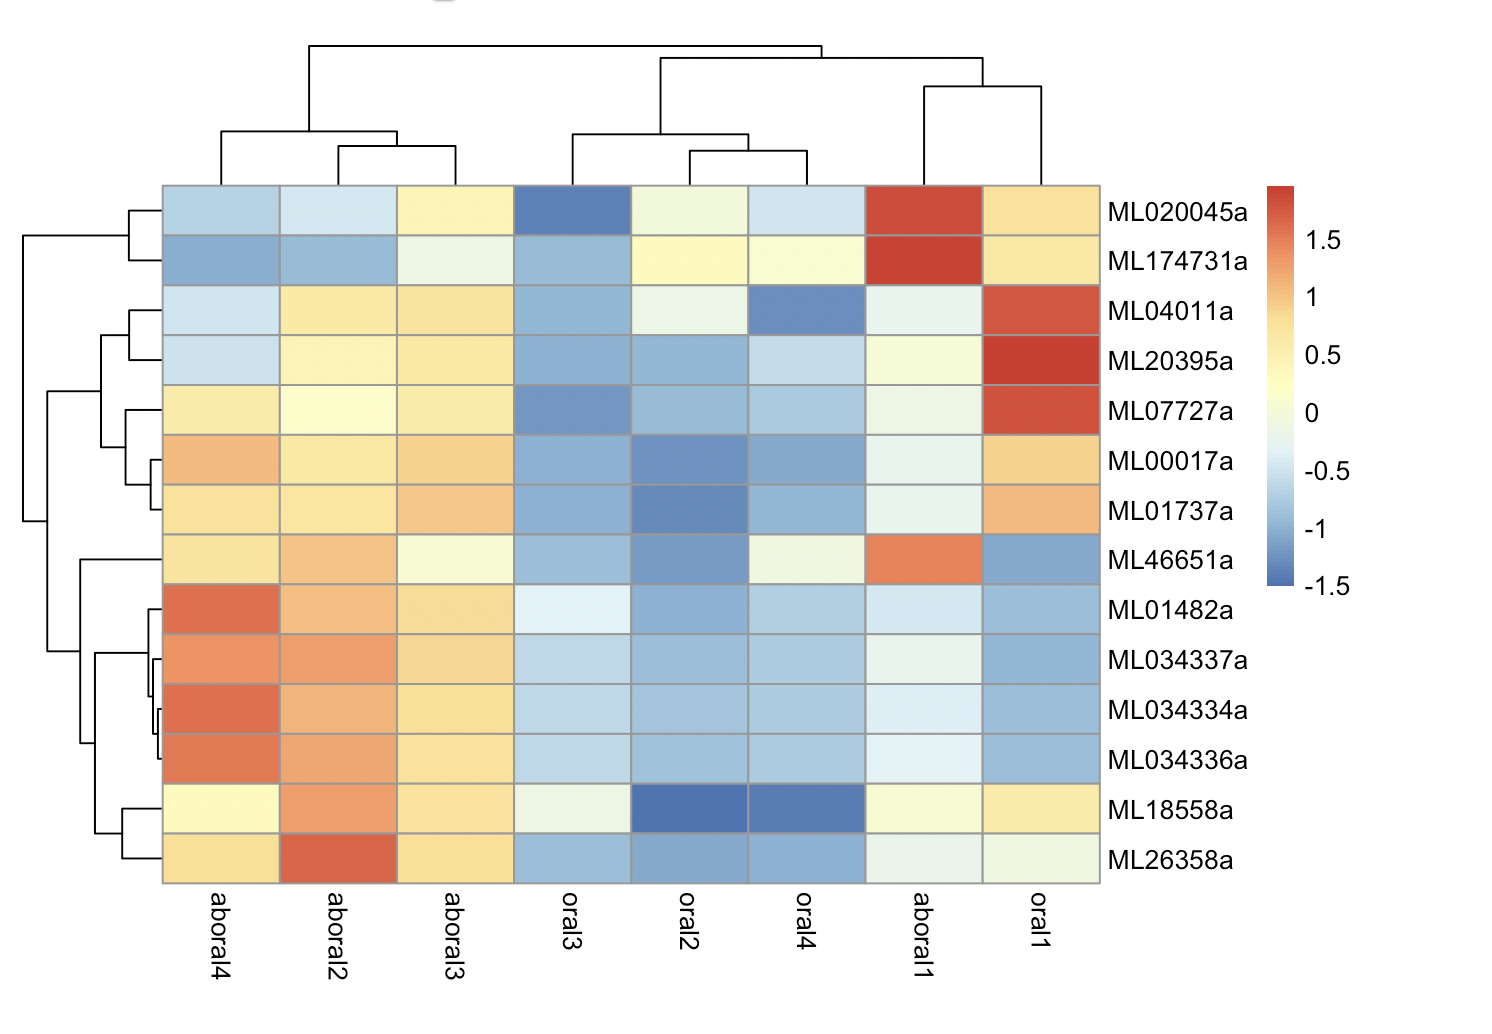 ML020045a
ML174731a
ML04011a
ML20395a
ML07727a
ML00017a
ML01737a
ML46651a
ML01482a
ML034337a
ML034334a
ML034336a
ML18558a
ML26358a
1.5
1
0.5
0
-0.5
-1
-1.5
aboral4
aboral2
aboral3
oral3
oral2
oral4
aboral1
oral1